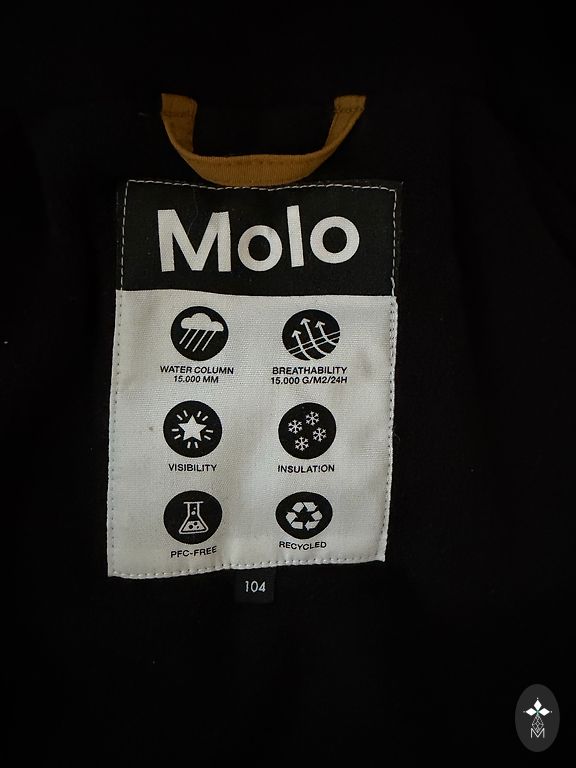 Molo
WATER COLUMN
15.000 MM
BREATHABILITY
15.000 G/M2/24H
VISIBILITY
INSULATION
PFC-FREE
RECYCLED
104
M